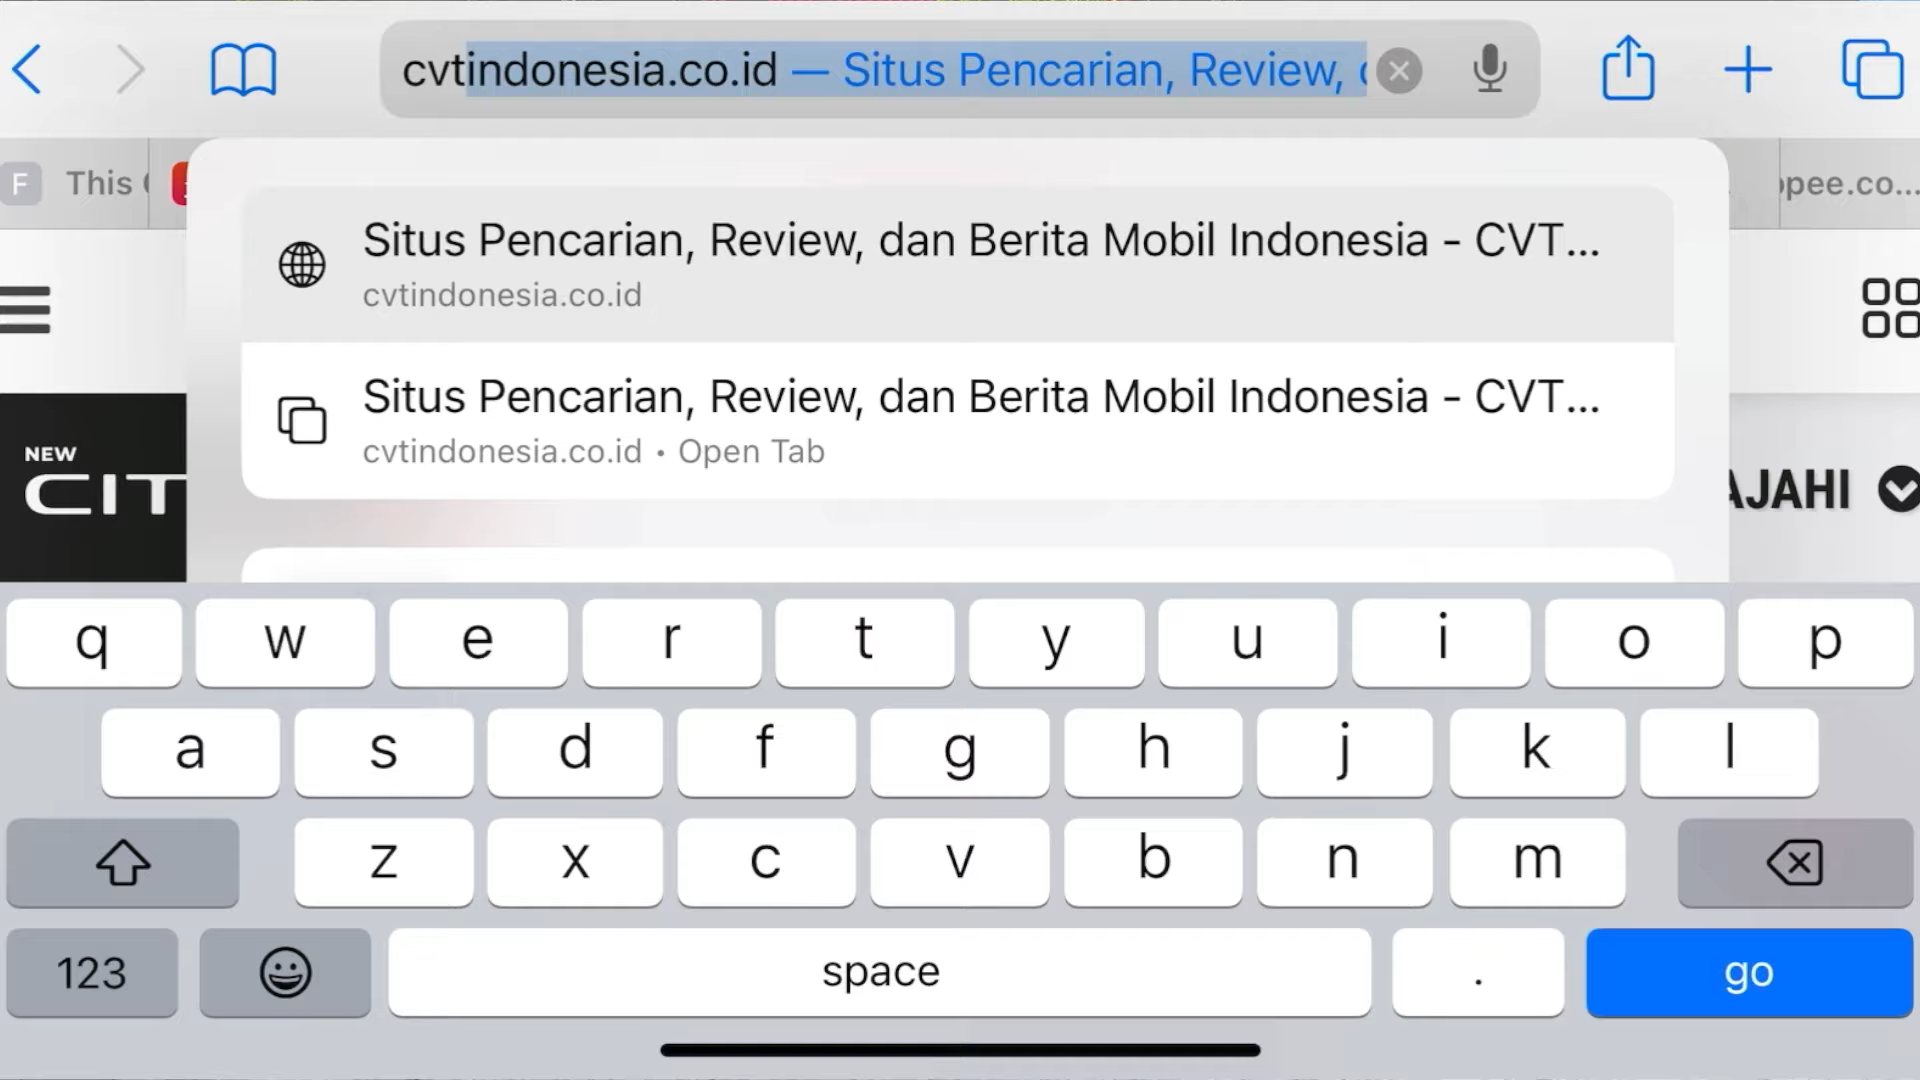 cvtindonesia.co.id — Situs Pencarian, Review,
F This
opee.co...
Situs Pencarian, Review, dan Berita Mobil Indonesia - CVT...
cvtindonesia.co.id
Situs Pencarian, Review, dan Berita Mobil Indonesia - CVT...
cvtindonesia.co.id • Open Tab
NEW
CIT
AJAHI
q w e r t y u i o p
a s d f g h j k l
z x c v b n m
123 space . go